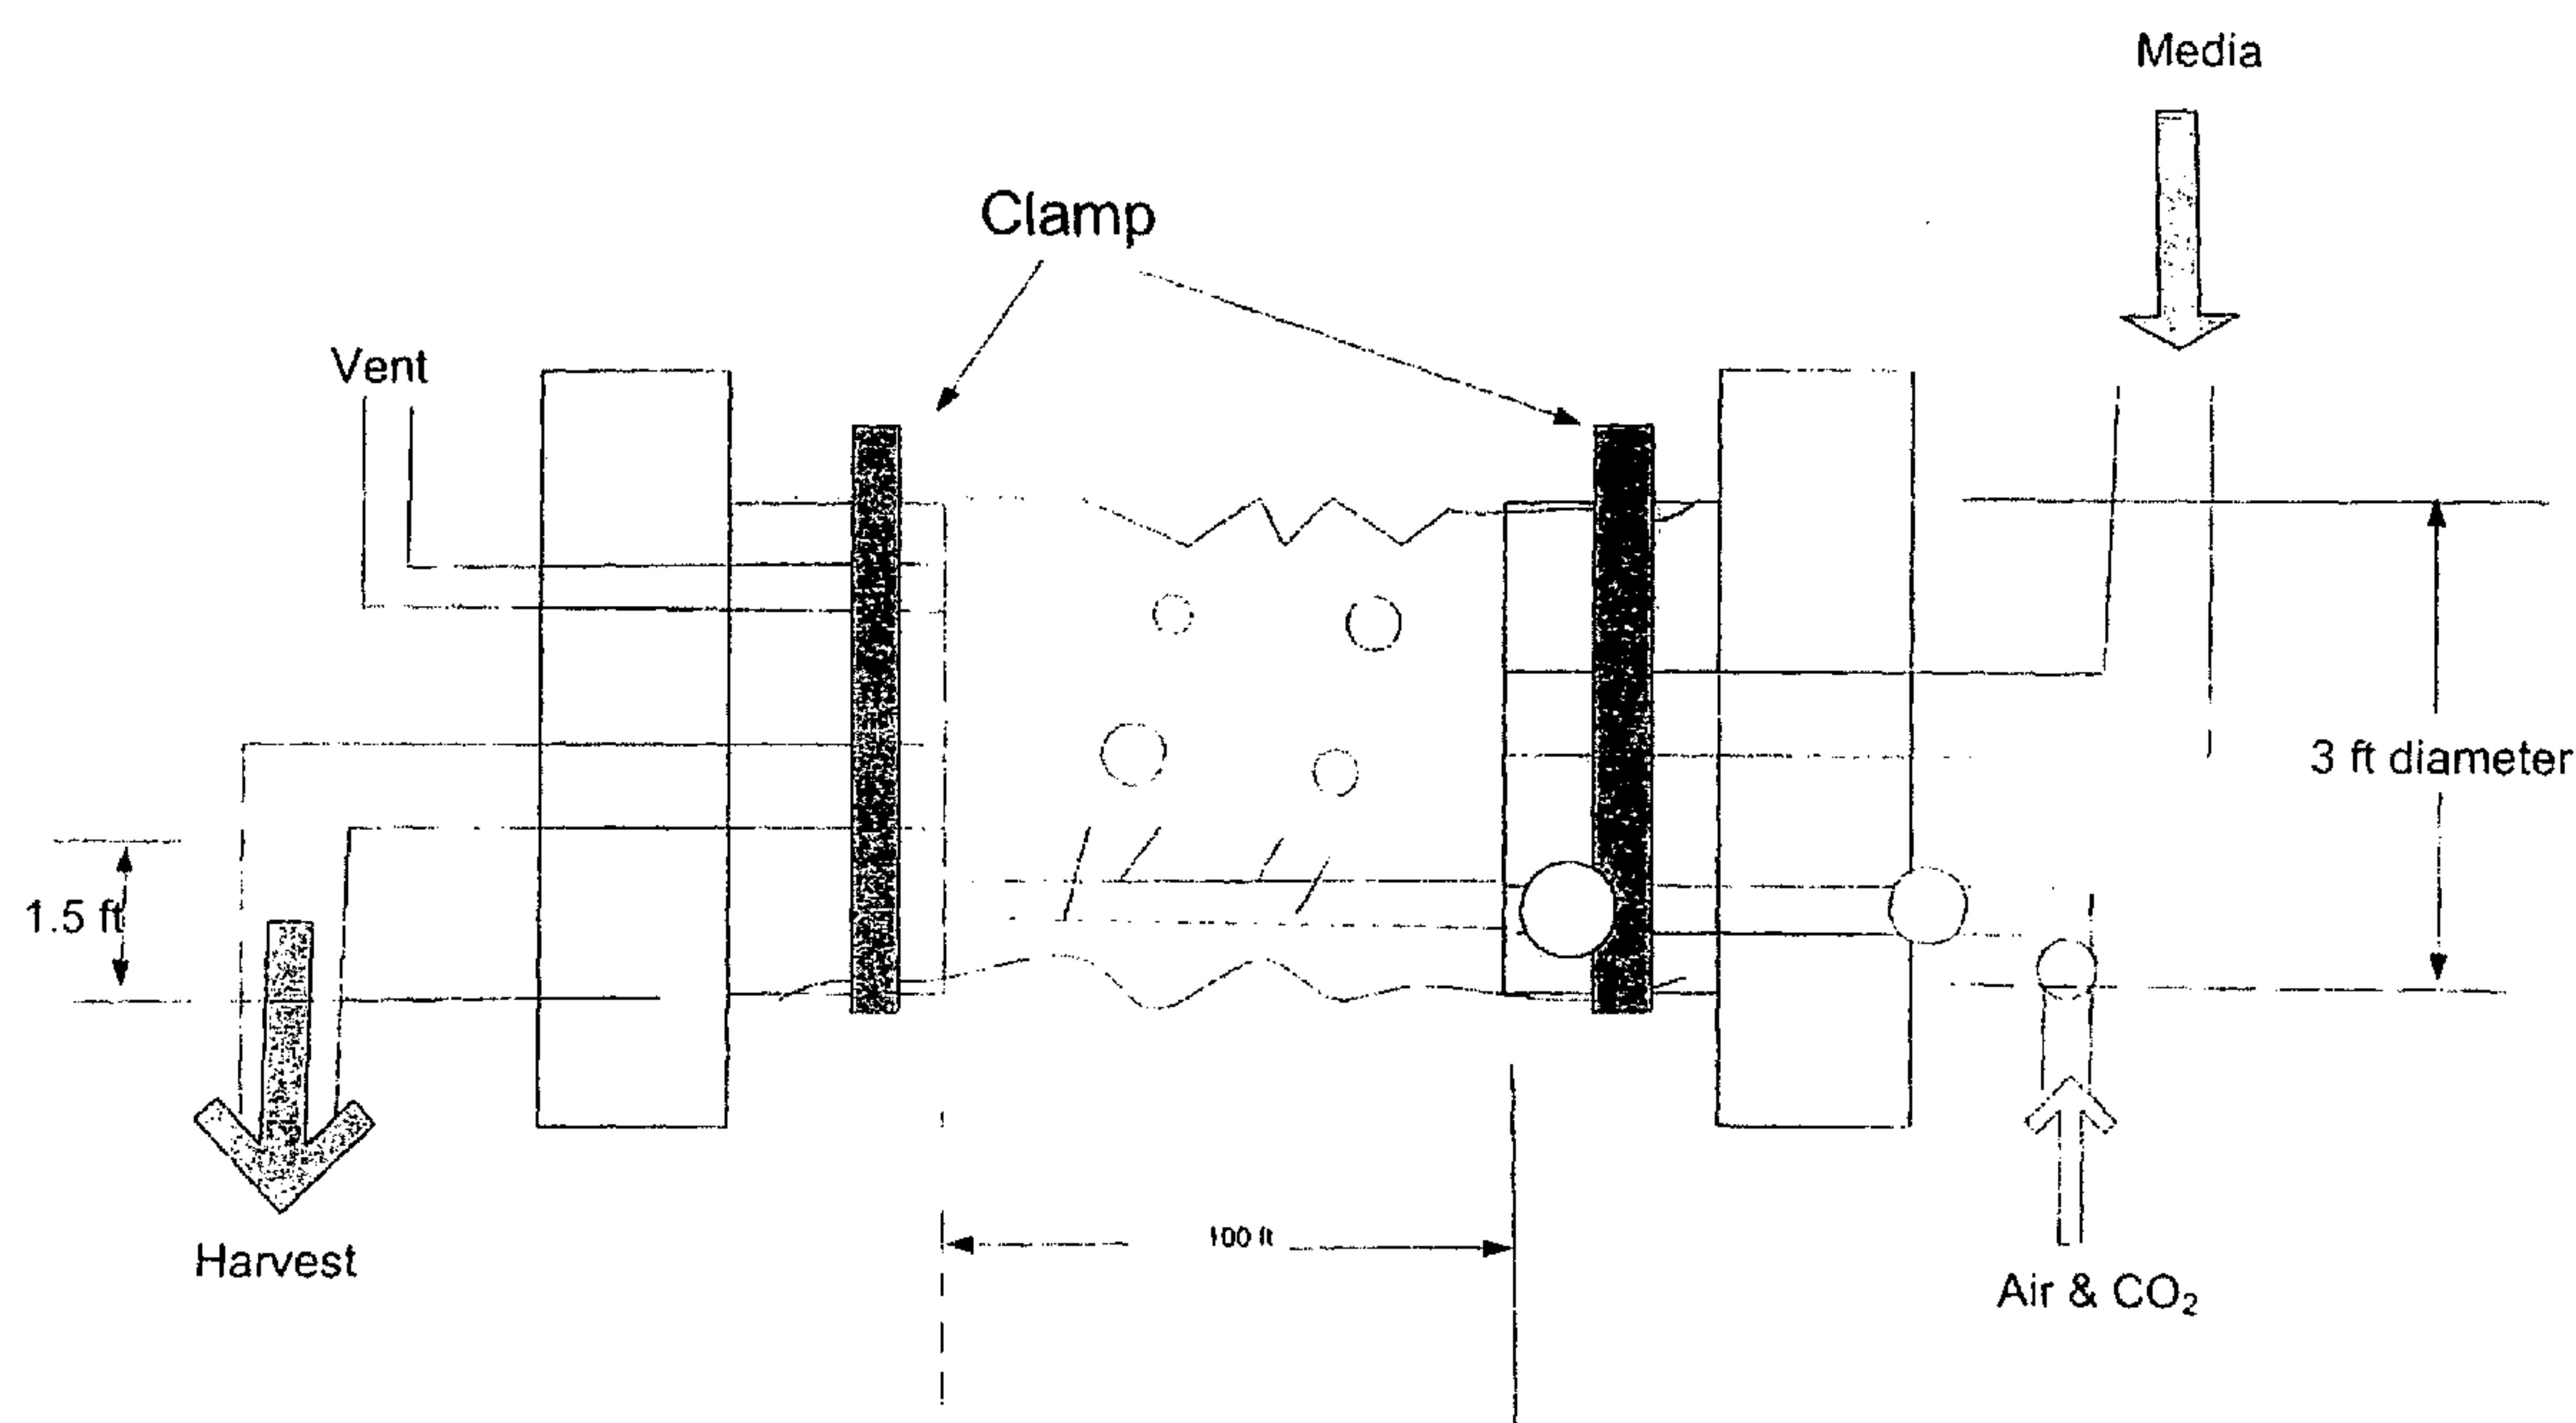 Media
Clamp
Vent
3 ft diameter
1.5 ft
100 ft
Harvest
Air & CO₂